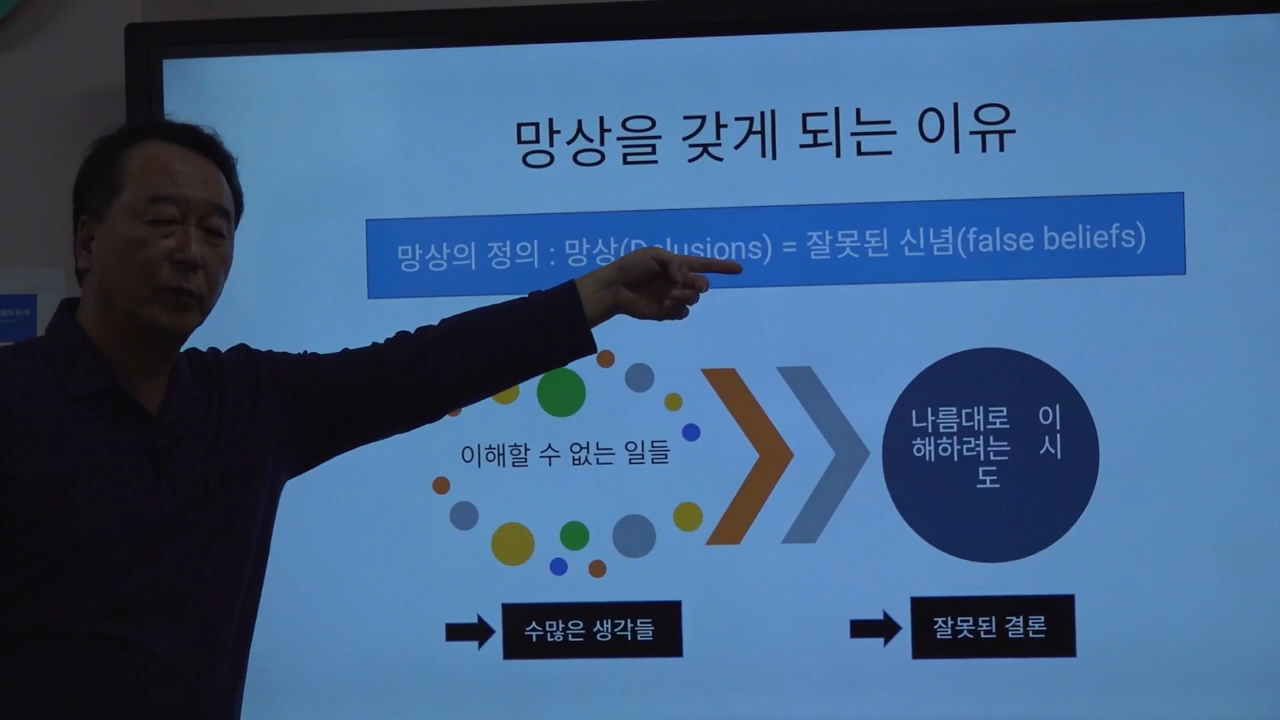 망상을 갖게 되는 이유
망상의 정의 : 망상(Delusions) = 잘못된 신념(false beliefs)
이해할 수 없는 일들
나름대로 이
해하려는 시
도
수많은 생각들
잘못된 결론